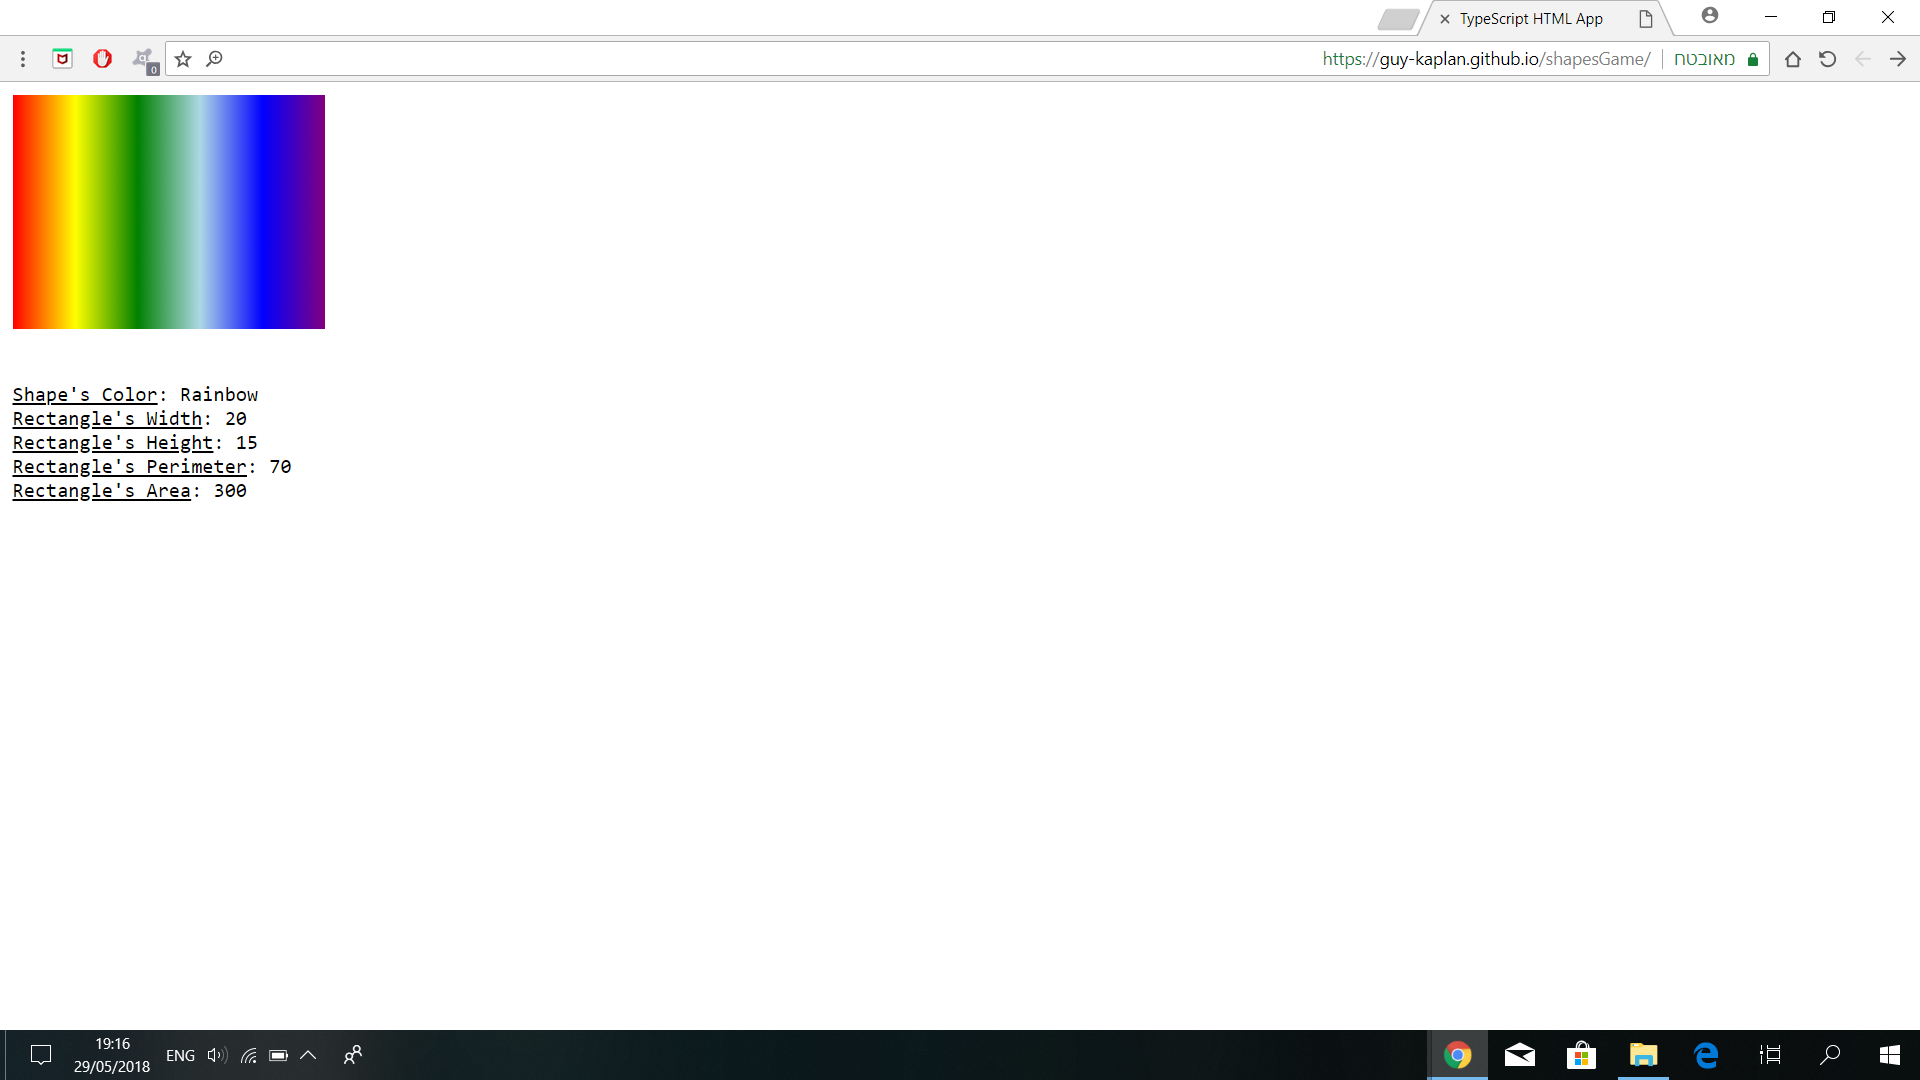 TypeScript HTML App
0
https://guy-kaplan.github.io/shapesGame/ מאובטח
Shape's Color: Rainbow
Rectangle's Width: 20
Rectangle's Height: 15
Rectangle's Perimeter: 70
Rectangle's Area: 300
19:16
29/05/2018
ENG